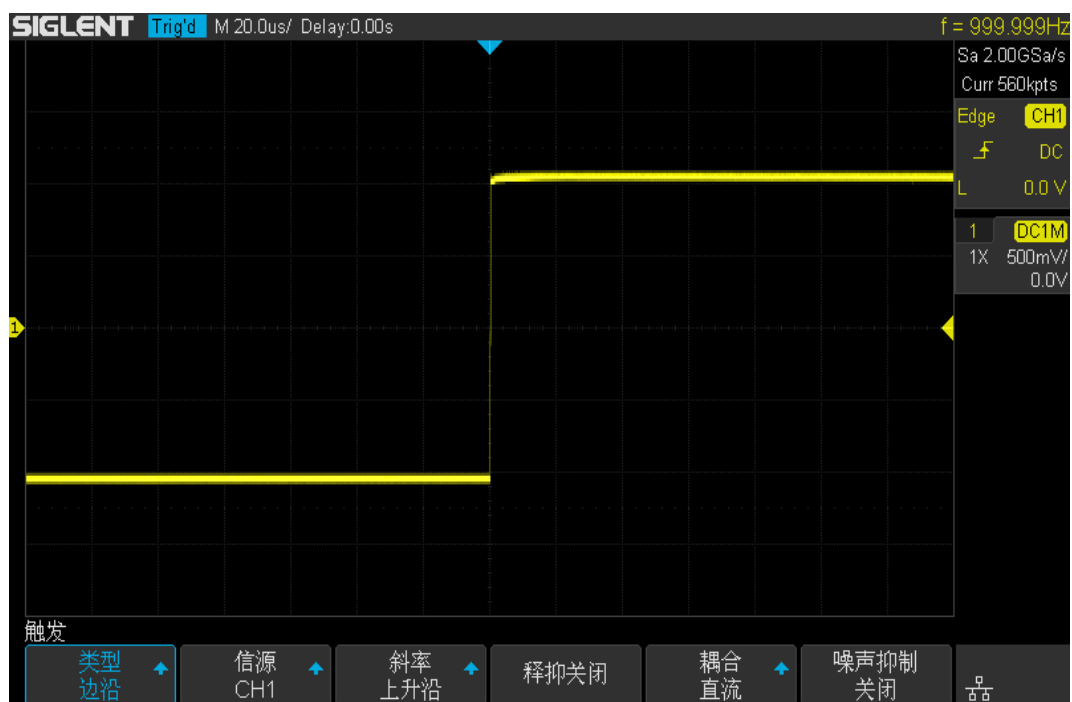 SIGLENT Trig'd M 20.0us/ Delay:0.00s f = 999.999Hz
Sa 2.00GSa/s
Curr 560kpts
Edge CH1
DC
L 0.0 V
1 DC1M
1X 500mV/
0.0V
1
触发
类型 信源 斜率 释抑关闭 耦合 噪声抑制
边沿 CH1 上升沿 直流 关闭